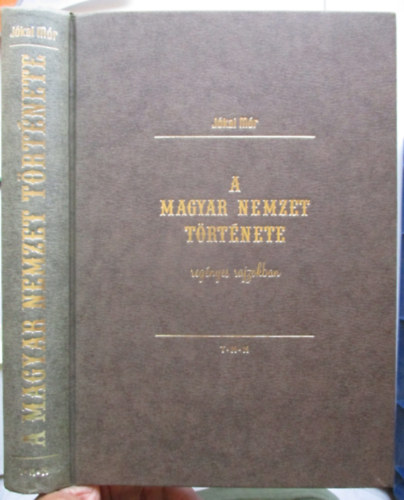 Jókai Mór
A MAGYAR NEMZET TÖRTÉNETE
Jókai Mór
A
MAGYAR NEMZET
TÖRTÉNETE
regényes rajzokban